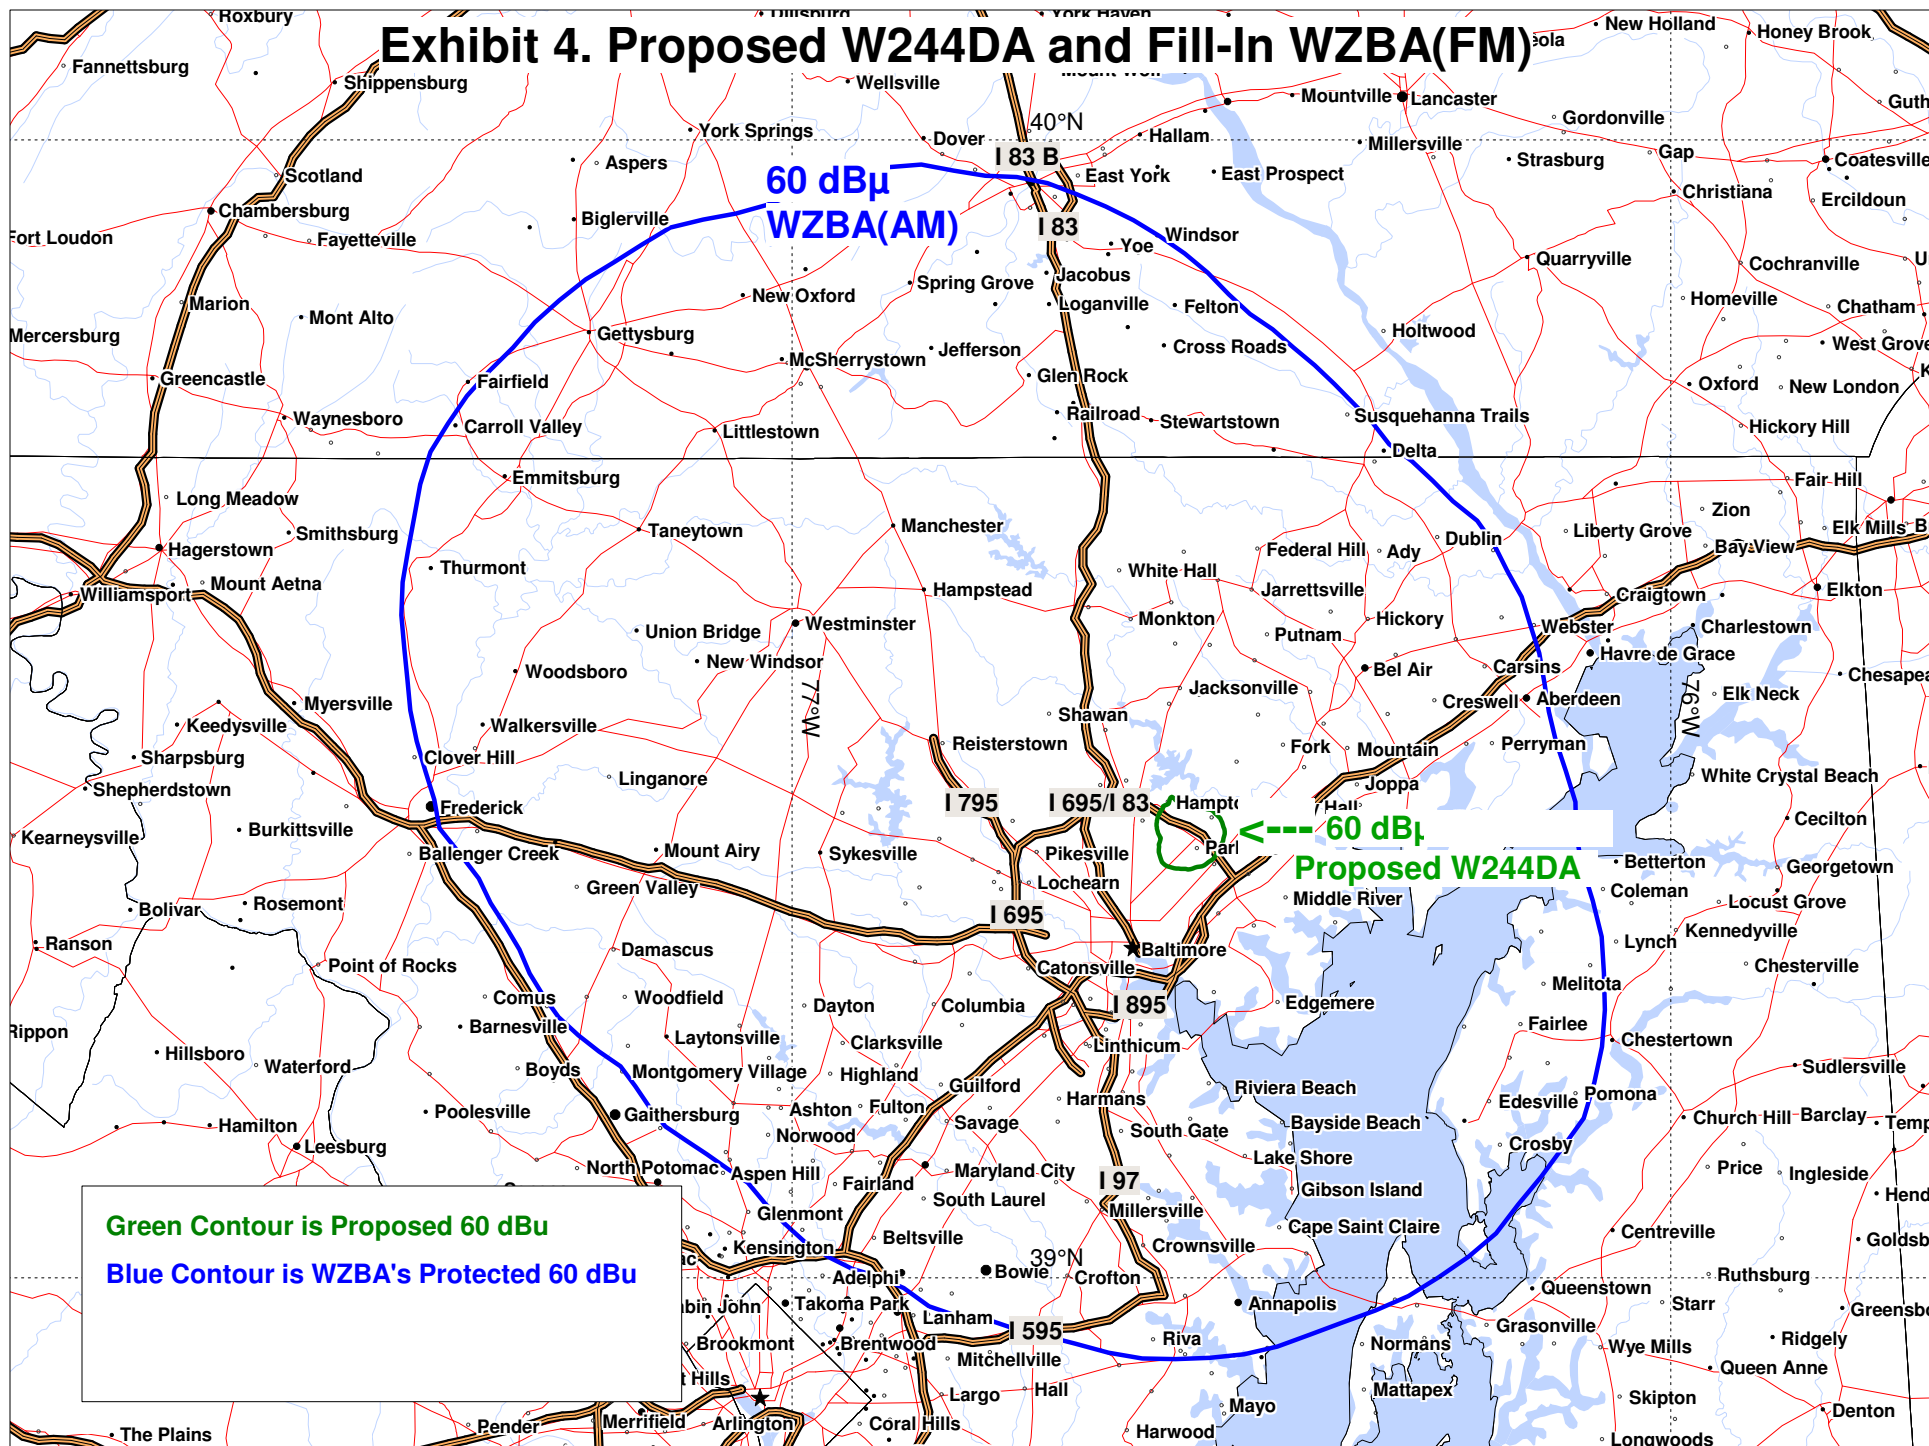 Exhibit 4. Proposed W244DA and Fill-In WZBA(FM)
Roxbury
New Holland
Honey Brook
Fannettsburg
Shippensburg
Wellsville
Mountville
Lancaster
York Springs
Dover
40°N
Hallam
Gordonville
Millersville
Aspers
I 83 B
East York
East Prospect
Strasburg
Gap
Coatesville
Scotland
60 dBµ
WZBA(AM)
Christiana
Ercildoun
Chambersburg
Biglerville
I 83
Fort Loudon
Fayetteville
Yoe
Windsor
Quarryville
Cochranville
Spring Grove
Jacobus
Marion
Mont Alto
New Oxford
Loganville
Felton
Homeville
Chatham
Mercersburg
Gettysburg
Holtwood
McSherrystown
Jefferson
Cross Roads
West Grove
Greencastle
Fairfield
Glen Rock
Oxford
New London
Waynesboro
Carroll Valley
Littlestown
Railroad
Stewartstown
Susquehanna Trails
Hickory Hill
Delta
Emmitsburg
Fair Hill
Long Meadow
Smithsburg
Taneytown
Manchester
Dublin
Liberty Grove
Zion
Elk Mills
Hagerstown
Thurmont
White Hall
Federal Hill
Ady
Bay View
Williamsport
Mount Aetna
Hampstead
Jarrettsville
Craigtown
Elkton
Union Bridge
Westminster
Monkton
Putnam
Hickory
Webster
Charlestown
Woodsboro
New Windsor
Bel Air
Carsins
Havre de Grace
Keedysville
Myersville
Walkersville
77°W
Jacksonville
Creswell
Aberdeen
76°W
Elk Neck
Sharpsburg
Clover Hill
Reisterstown
Shawan
Fork
Mountain
Perryman
Shepherdstown
Linganore
Joppa
White Crystal Beach
Frederick
I 795
I 695/I 83
Kearneysville
Burkittsville
<--- 60 dBµ
Proposed W244DA
Cecilton
Ballenger Creek
Mount Airy
Sykesville
Pikesville
Betterton
Georgetown
Green Valley
Lochearn
Middle River
Coleman
Bolivar
Rosemont
I 695
Locust Grove
Ranson
Damascus
Baltimore
Lynch
Kennedyville
Point of Rocks
Catonsville
Chesterville
Comus
Woodfield
Dayton
Columbia
I 895
Edgemere
Melitota
Rippon
Barnesville
Laytonsville
Clarksville
Linthicum
Fairlee
Chestertown
Hillsboro
Waterford
Boyds
Montgomery Village
Highland
Guilford
Riviera Beach
Sudlersville
Poolesville
Gaithersburg
Ashton
Fulton
Harmans
Edesville
Pomona
Hamilton
Norwood
Savage
South Gate
Bayside Beach
Church Hill
Barclay
Leesburg
North Potomac
Aspen Hill
Maryland City
Lake Shore
Crosby
Price
Ingleside
Fairland
South Laurel
I 97
Gibson Island
Glenmont
Millersville
Green Contour is Proposed 60 dBu
Beltsville
Cape Saint Claire
Centreville
Kensington
39°N
Crownsville
Blue Contour is WZBA's Protected 60 dBu
Adelphi
Bowie
Crofton
Ruthsburg
Queenstown
Takoma Park
Lanham
Annapolis
Starr
Brookmont
Brentwood
I 595
Riva
Grasonville
Mitchellville
Normans
Wye Mills
Ridgely
Queen Anne
Largo
Hall
Mattapex
Skipton
Mayo
Denton
The Plains
Pender
Merrifield
Arlington
Coral Hills
Harwood
Longwoods